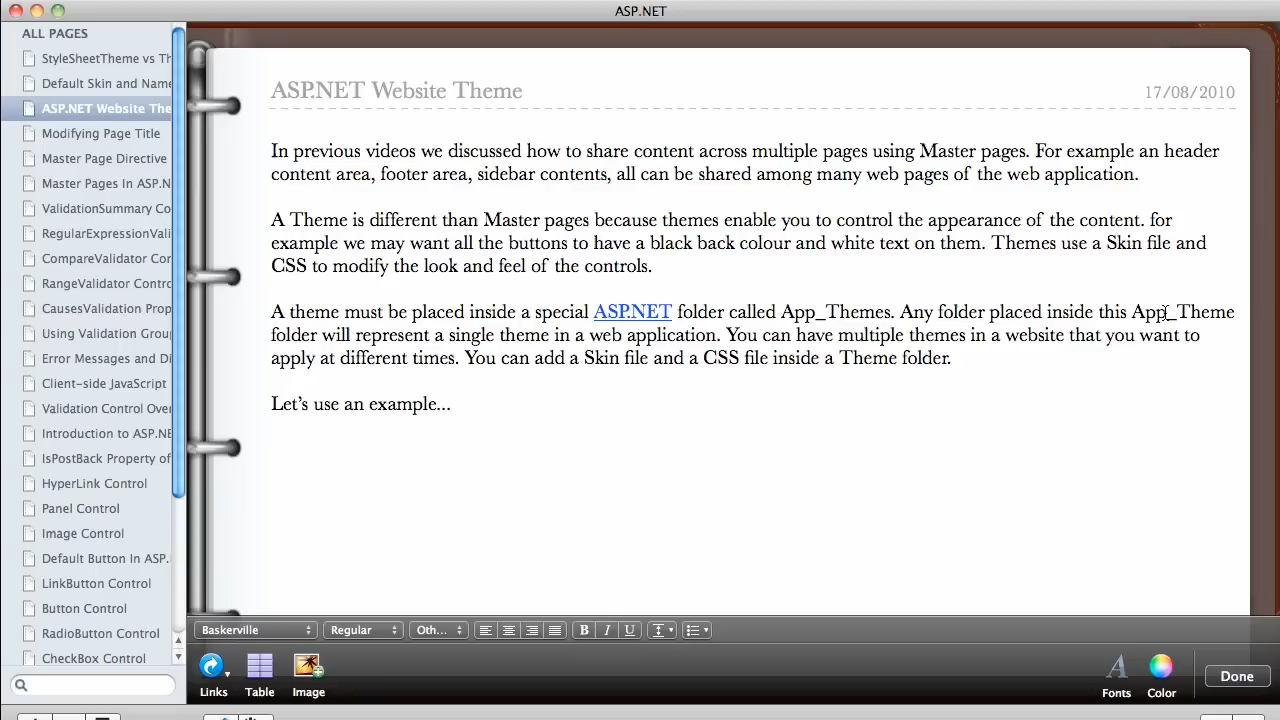 ASP.NET
ALL PAGES
StyleSheetTheme vs Th
Default Skin and Name
ASP.NET Website The
Modifying Page Title
Master Page Directive
Master Pages In ASP.N
ValidationSummary Co
RegularExpressionVali
CompareValidator Cor
RangeValidator Contro
CausesValidation Prop
Using Validation Group
Error Messages and Di
Client-side JavaScript
Validation Control Over
Introduction to ASP.NE
IsPostBack Property of
HyperLink Control
Panel Control
Image Control
Default Button In ASP.
LinkButton Control
Button Control
RadioButton Control
CheckBox Control
ASP.NET Website Theme
17/08/2010
In previous videos we discussed how to share content across multiple pages using Master pages. For example an header
content area, footer area, sidebar contents, all can be shared among many web pages of the web application.
A Theme is different than Master pages because themes enable you to control the appearance of the content. for
example we may want all the buttons to have a black back colour and white text on them. Themes use a Skin file and
CSS to modify the look and feel of the controls.
A theme must be placed inside a special ASP.NET folder called App_Themes. Any folder placed inside this App_Theme
folder will represent a single theme in a web application. You can have multiple themes in a website that you want to
apply at different times. You can add a Skin file and a CSS file inside a Theme folder.
Let's use an example...
Baskerville
Regular
Oth...
B I U
Links
Table
Image
Fonts
Color
Done